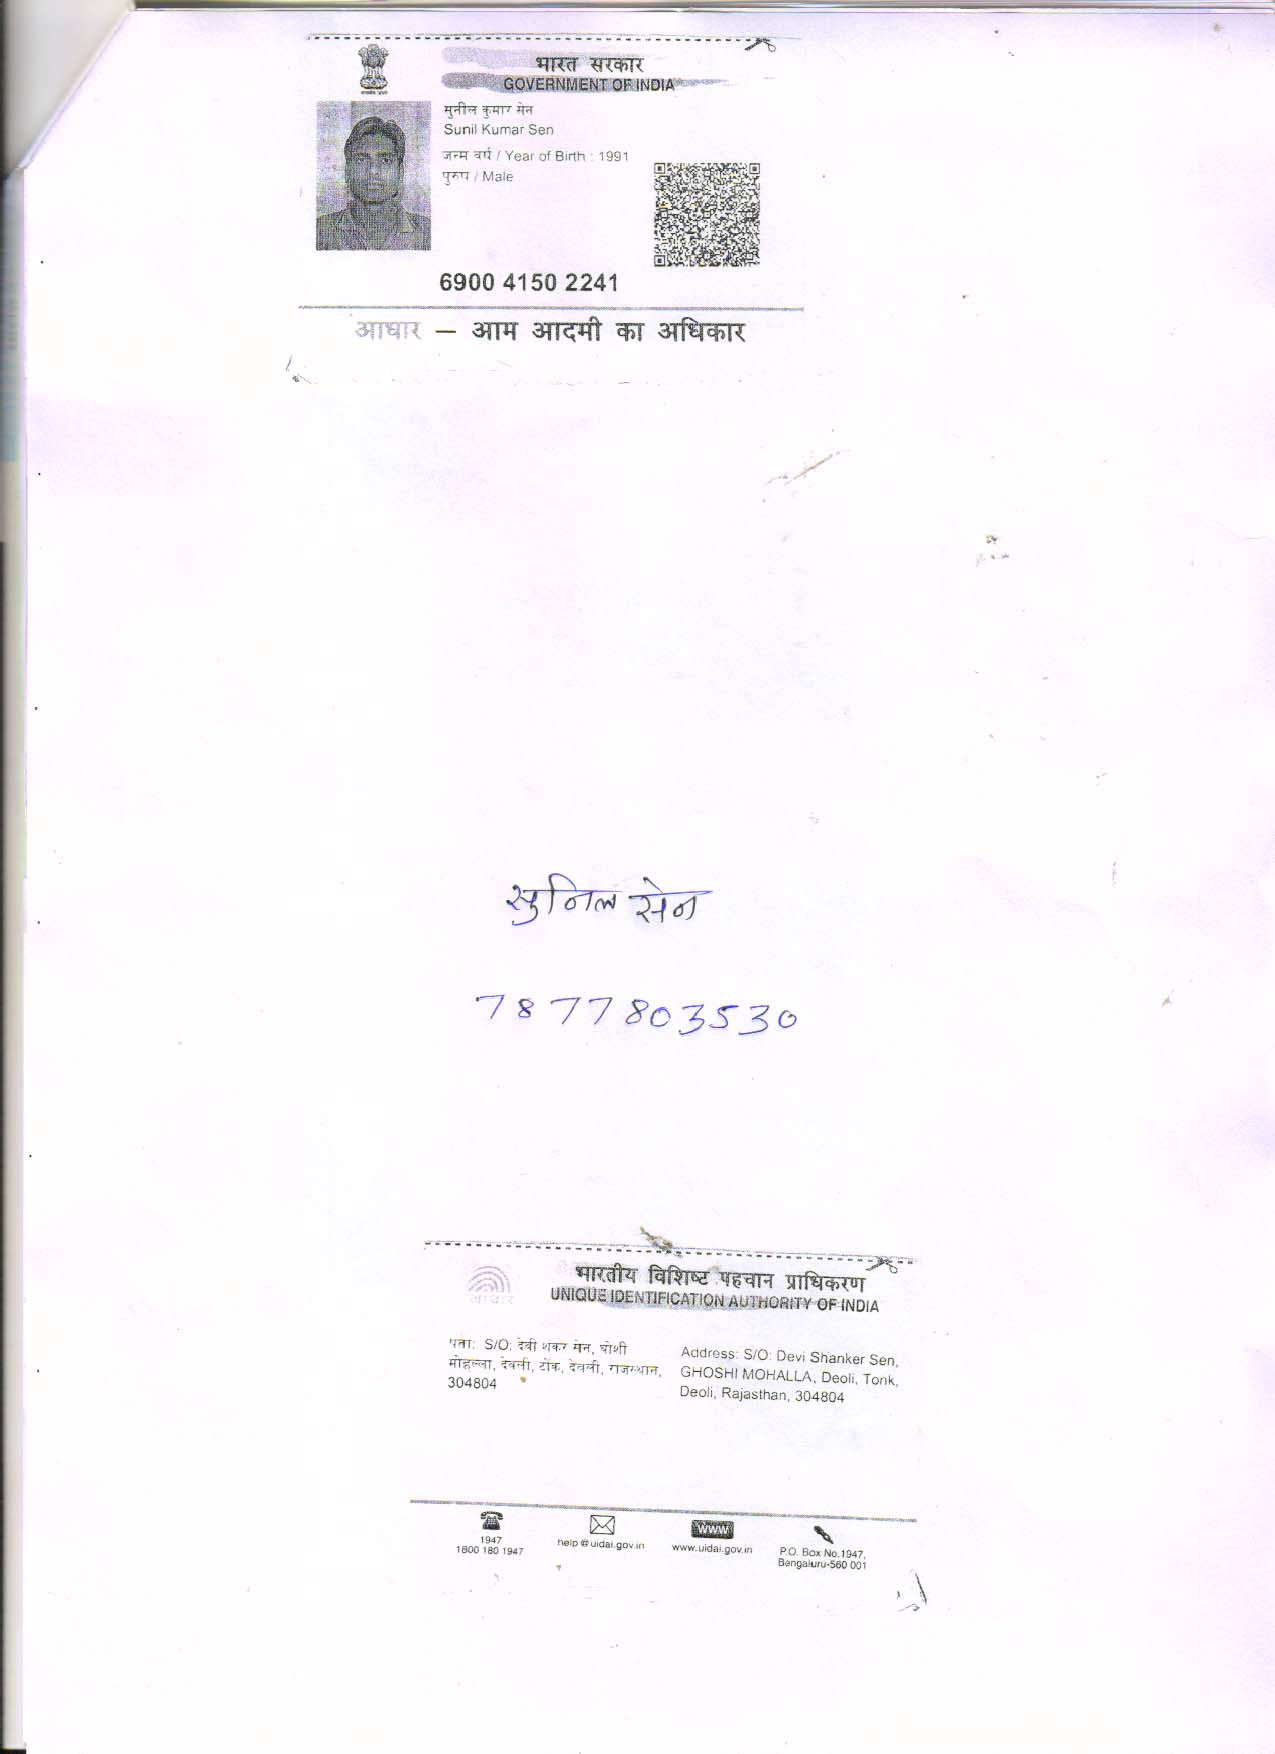 भारत सरकार
GOVERNMENT OF INDIA
सुनील कुमार सेन
Sunil Kumar Sen
जन्म वर्ष / Year of Birth : 1991
पुरुष / Male
6900 4150 2241
आधार – आम आदमी का अधिकार
सुनिल सेन
7877803530
भारतीय विशिष्ट पहचान प्राधिकरण
UNIQUE IDENTIFICATION AUTHORITY OF INDIA
आधार
पता: S/O: देवी शंकर सेन, घोशी
मोहल्ला, देवली, टोंक, देवली, राजस्थान,
304804
Address: S/O: Devi Shanker Sen,
GHOSHI MOHALLA, Deoli, Tonk,
Deoli, Rajasthan, 304804
1947
1800 180 1947
help@uidai.gov.in
www
www.uidai.gov.in
P.O. Box No.1947,
Bengaluru-560 001